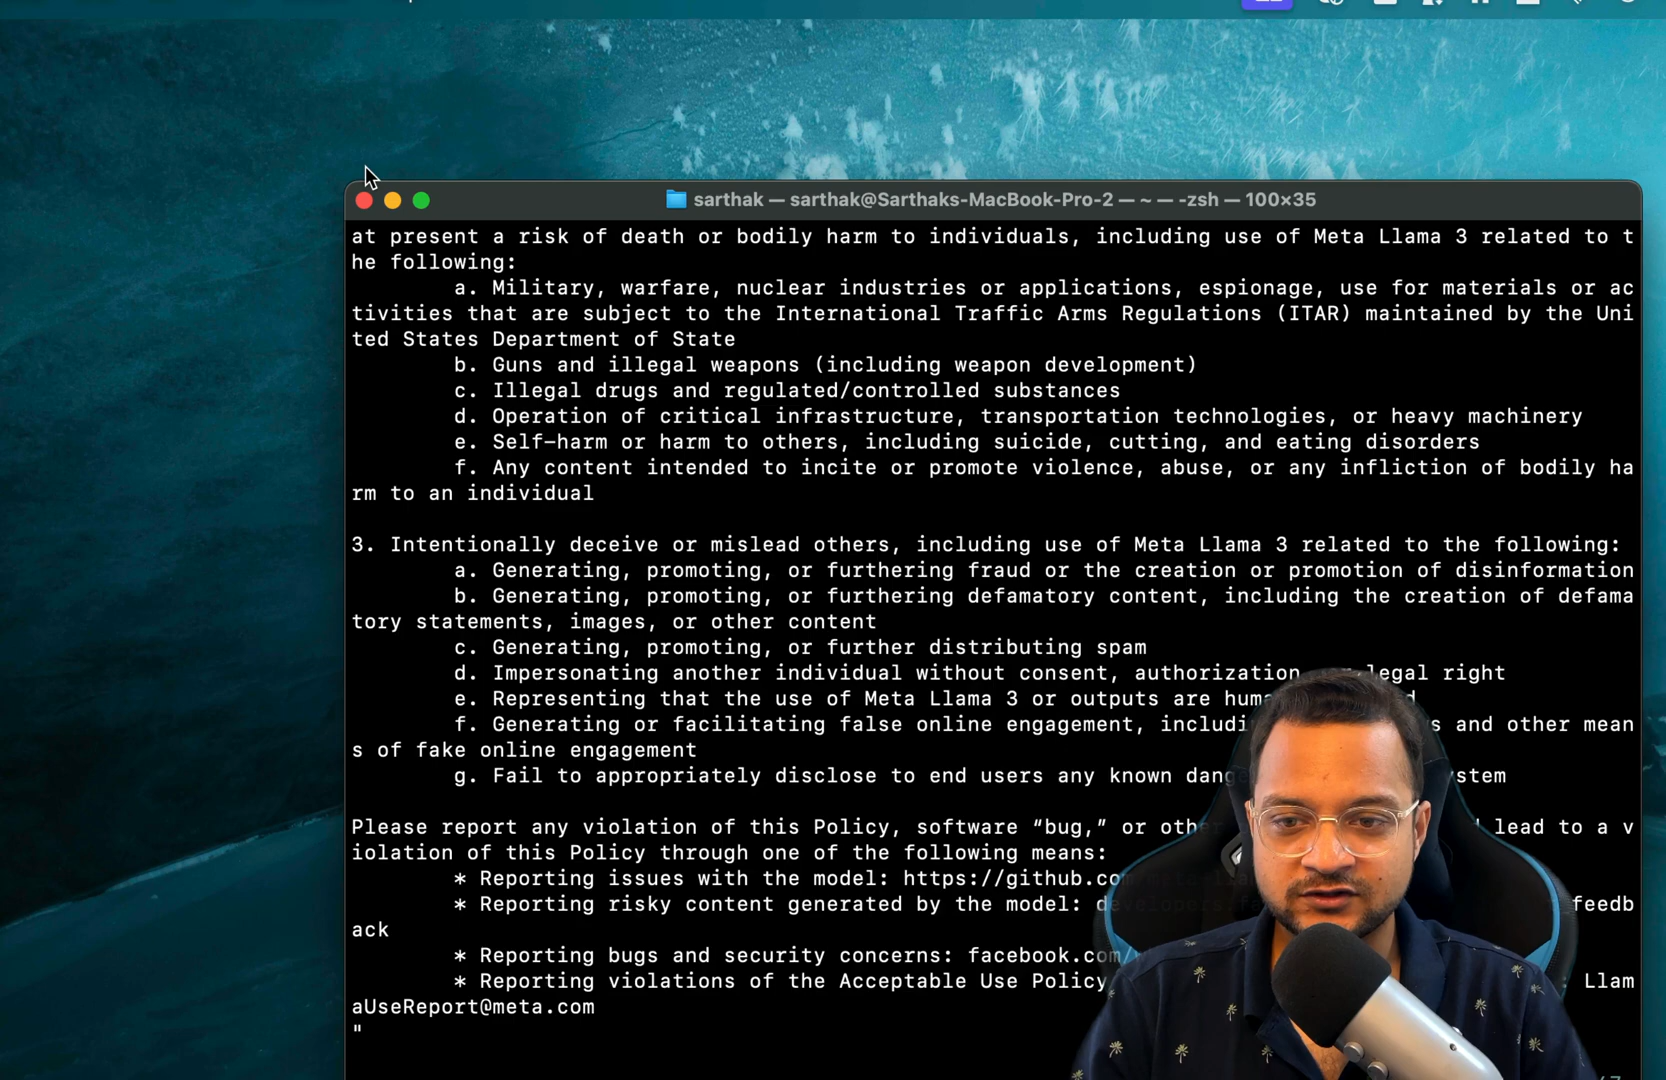 sarthak — sarthak@Sarthaks-MacBook-Pro-2 — ~ — -zsh — 100×35
at present a risk of death or bodily harm to individuals, including use of Meta Llama 3 related to t
he following:
a. Military, warfare, nuclear industries or applications, espionage, use for materials or ac
tivities that are subject to the International Traffic Arms Regulations (ITAR) maintained by the Uni
ted States Department of State
b. Guns and illegal weapons (including weapon development)
c. Illegal drugs and regulated/controlled substances
d. Operation of critical infrastructure, transportation technologies, or heavy machinery
e. Self-harm or harm to others, including suicide, cutting, and eating disorders
f. Any content intended to incite or promote violence, abuse, or any infliction of bodily ha
rm to an individual
3. Intentionally deceive or mislead others, including use of Meta Llama 3 related to the following:
a. Generating, promoting, or furthering fraud or the creation or promotion of disinformation
b. Generating, promoting, or furthering defamatory content, including the creation of defama
tory statements, images, or other content
c. Generating, promoting, or further distributing spam
d. Impersonating another individual without consent, authorization legal right
e. Representing that the use of Meta Llama 3 or outputs are
f. Generating or facilitating false online engagement, and other mean
s of fake online engagement
g. Fail to appropriately disclose to end users any known
Please report any violation of this Policy, software “bug,” or lead to a v
iolation of this Policy through one of the following means:
* Reporting issues with the model: https://github.com
* Reporting risky content generated by the model: feedb
ack
* Reporting bugs and security concerns: facebook.com/
* Reporting violations of the Acceptable Use Policy Llam
aUseReport@meta.com
"